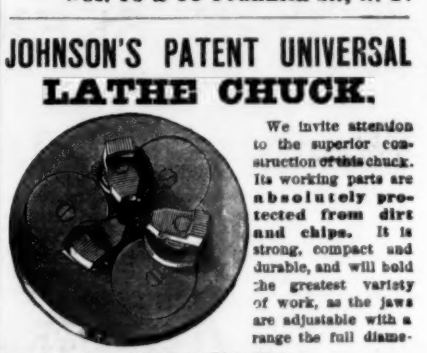 JOHNSON'S PATENT UNIVERSAL
LATHE CHUCK.
We invite attention
to the superior con-
struction of this chuck.
Its working parts are
absolutely pro-
tected from dirt
and chips. It is
strong, compact and
durable, and will hold
the greatest variety
of work, as the jaws
are adjustable with a
range the full diame-